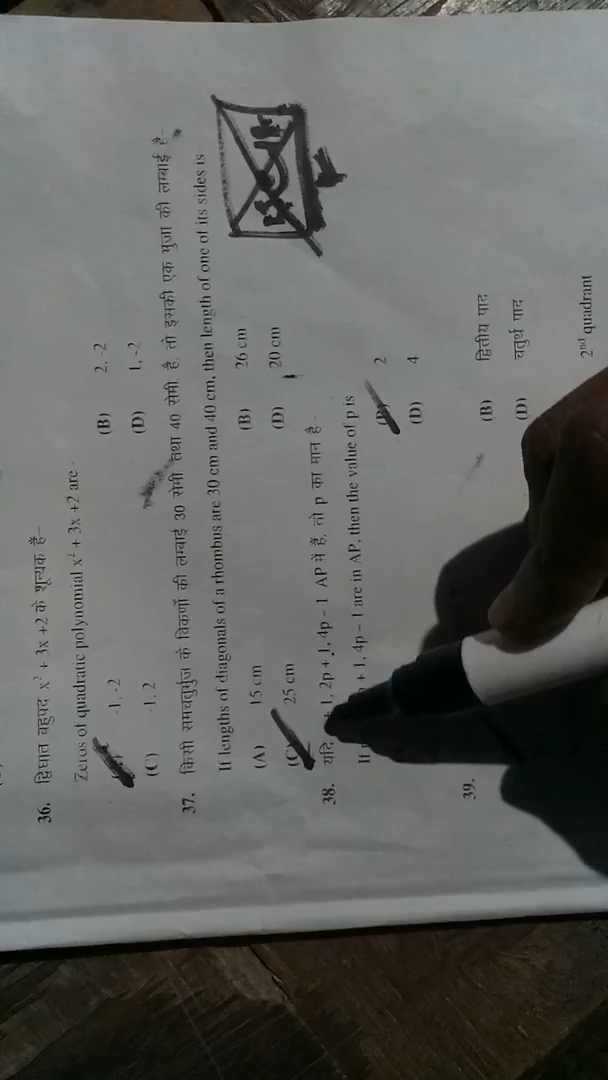 36. द्विघात बहुपद x² + 3x +2 के शून्यक हैं–
Zeros of quadratic polynomial x² + 3x +2 are -
-1, -2 (B) 2, -2
(C) -1, 2 (D) 1, -2
37. किसी समचतुर्भुज के विकर्णों की लम्बाई 30 सेमी तथा 40 सेमी. है, तो इसकी एक भुजा की लम्बाई है–
If lengths of diagonals of a rhombus are 30 cm and 40 cm, then length of one of its sides is
(A) 15 cm (B) 26 cm
(C) 25 cm (D) 20 cm
38. यदि + 1, 2p + 1, 4p – 1 AP में हैं, तो p का मान है–
If + 1, 4p – 1 are in AP, then the value of p is
(B) 2
(D) 4
39.
(B) द्वितीय पाद
(D) चतुर्थ पाद
2nd quadrant